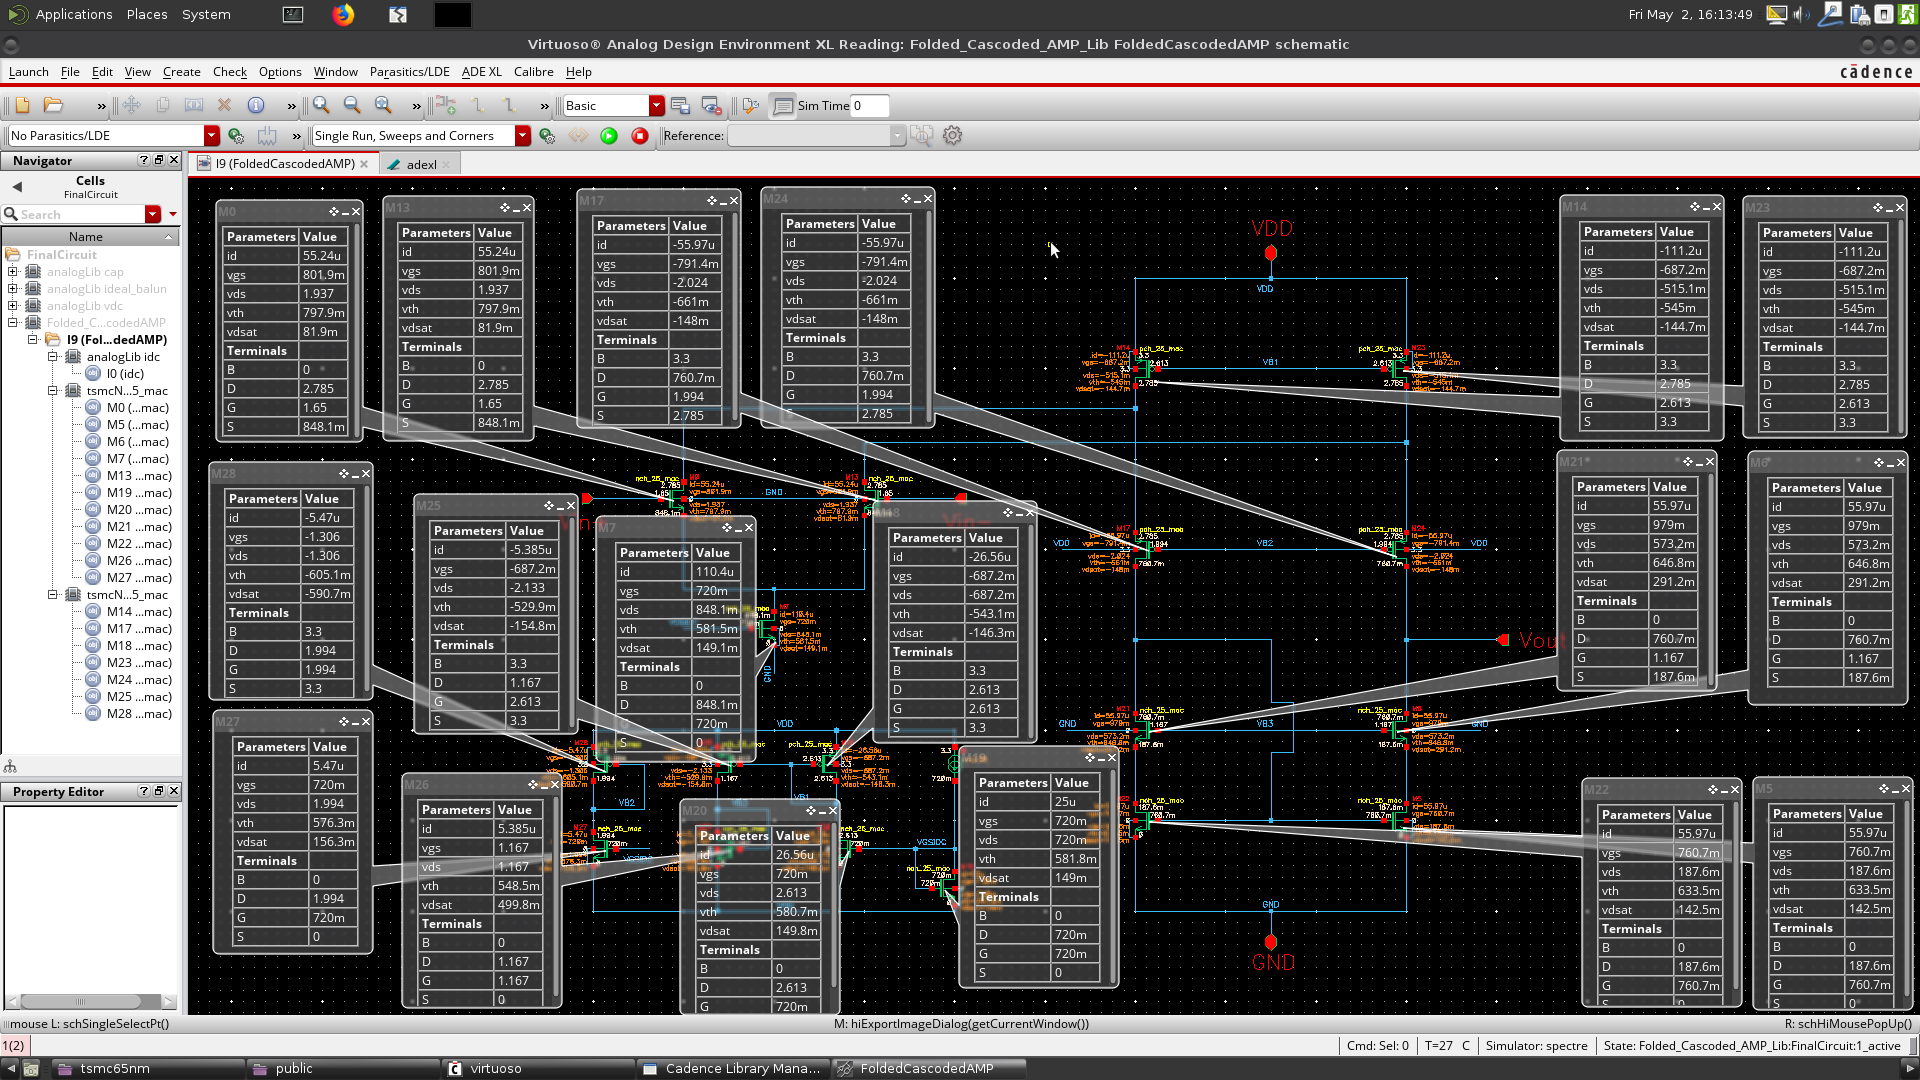 Applications Places System
Fri May 2, 16:13:49
Virtuoso® Analog Design Environment XL Reading: Folded_Cascoded_AMP_Lib FoldedCascodedAMP schematic
Launch File Edit View Create Check Options Window Parasitics/LDE ADE XL Calibre Help
cādence
» » » » Basic Sim Time 0
No Parasitics/LDE » Single Run, Sweeps and Corners Reference:
Navigator
I9 (FoldedCascodedAMP) adexl
Cells
FinalCircuit
Search
Name
FinalCircuit
analogLib cap
analogLib ideal_balun
analogLib vdc
Folded_C...codedAMP
I9 (Fol...dedAMP)
analogLib idc
I0 (idc)
tsmcN...5_mac
M0 (...mac)
M5 (...mac)
M6 (...mac)
M7 (...mac)
M13 ...mac)
M19 ...mac)
M20 ...mac)
M21 ...mac)
M22 ...mac)
M26 ...mac)
M27 ...mac)
tsmcN...5_mac
M14 ...mac)
M17 ...mac)
M18 ...mac)
M23 ...mac)
M24 ...mac)
M25 ...mac)
M28 ...mac)
Property Editor
M0
Parameters Value
id 55.24u
vgs 801.9m
vds 1.937
vth 797.9m
vdsat 81.9m
Terminals
B 0
D 2.785
G 1.65
S 848.1m
M13
Parameters Value
id 55.24u
vgs 801.9m
vds 1.937
vth 797.9m
vdsat 81.9m
Terminals
B 0
D 2.785
G 1.65
S 848.1m
M17
Parameters Value
id -55.97u
vgs -791.4m
vds -2.024
vth -661m
vdsat -148m
Terminals
B 3.3
D 760.7m
G 1.994
S 2.785
M24
Parameters Value
id -55.97u
vgs -791.4m
vds -2.024
vth -661m
vdsat -148m
Terminals
B 3.3
D 760.7m
G 1.994
S 2.785
VDD
VDD
VB1
M14
Parameters Value
id -111.2u
vgs -687.2m
vds -515.1m
vth -545m
vdsat -144.7m
Terminals
B 3.3
D 2.785
G 2.613
S 3.3
M23
Parameters Value
id -111.2u
vgs -687.2m
vds -515.1m
vth -545m
vdsat -144.7m
Terminals
B 3.3
D 2.785
G 2.613
S 3.3
M28
Parameters Value
id -5.47u
vgs -1.306
vds -1.306
vth -605.1m
vdsat -590.7m
Terminals
B 3.3
D 1.994
G 1.994
S 3.3
M25
Parameters Value
id -5.385u
vgs -687.2m
vds -2.133
vth -529.9m
vdsat -154.8m
Terminals
B 3.3
D 1.167
G 2.613
S 3.3
M7
Parameters Value
id 110.4u
vgs 720m
vds 848.1m
vth 581.5m
vdsat 149.1m
Terminals
B 0
D 848.1m
G 720m
S 0
GND
Parameters Value
id -26.56u
vgs -687.2m
vds -687.2m
vth -543.1m
vdsat -146.3m
Terminals
B 3.3
D 2.613
G 2.613
S 3.3
VDD VB2 VDD
M21
Parameters Value
id 55.97u
vgs 979m
vds 573.2m
vth 646.8m
vdsat 291.2m
Terminals
B 0
D 760.7m
G 1.167
S 187.6m
M6
Parameters Value
id 55.97u
vgs 979m
vds 573.2m
vth 646.8m
vdsat 291.2m
Terminals
B 0
D 760.7m
G 1.167
S 187.6m
Vout
GND
VDD
GND VB3 GND
M27
Parameters Value
id 5.47u
vgs 720m
vds 1.994
vth 576.3m
vdsat 156.3m
Terminals
B 0
D 1.994
G 720m
S 0
M26
Parameters Value
id 5.385u
vgs 1.167
vds 1.167
vth 548.5m
vdsat 499.8m
Terminals
B 0
D 1.167
G 1.167
S 0
VB2
VB1
M20
Parameters Value
id 26.56u
vgs 720m
vds 2.613
vth 580.7m
vdsat 149.8m
Terminals
B 0
D 2.613
G 720m
M19
Parameters Value
id 25u
vgs 720m
vds 720m
vth 581.8m
vdsat 149m
Terminals
B 0
D 720m
G 720m
S 0
GND
GND
M22
Parameters Value
id 55.97u
vgs 760.7m
vds 187.6m
vth 633.5m
vdsat 142.5m
Terminals
B 0
D 187.6m
G 760.7m
S 0
M5
Parameters Value
id 55.97u
vgs 760.7m
vds 187.6m
vth 633.5m
vdsat 142.5m
Terminals
B 0
D 187.6m
G 760.7m
S 0
mouse L: schSingleSelectPt() M: hiExportImageDialog(getCurrentWindow()) R: schHiMousePopUp()
1(2) Cmd: Sel: 0 T=27 C Simulator: spectre State: Folded_Cascoded_AMP_Lib:FinalCircuit:1_active
tsmc65nm public virtuoso Cadence Library Mana... FoldedCascodedAMP